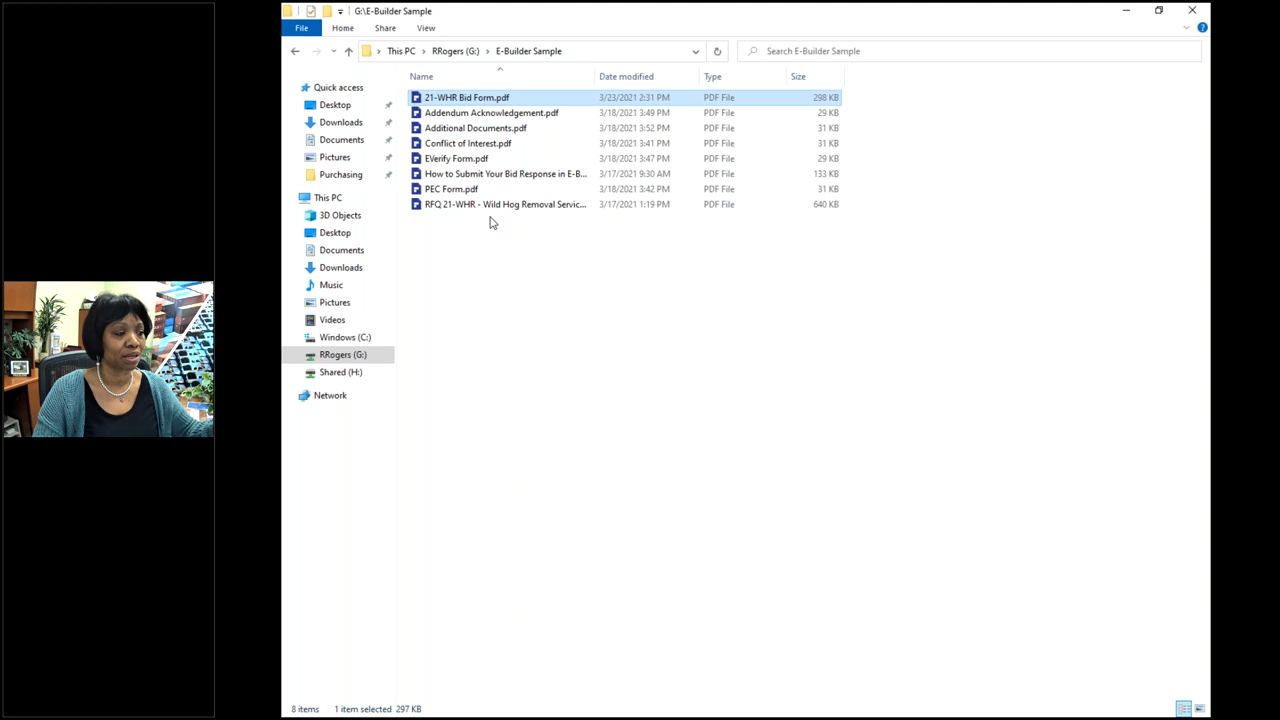 G:\E-Builder Sample
File Home Share View
This PC RRogers (G:) E-Builder Sample
Search E-Builder Sample
Name Date modified Type Size
21-WHR Bid Form.pdf 3/23/2021 2:31 PM PDF File 298 KB
Addendum Acknowledgement.pdf 3/18/2021 3:49 PM PDF File 29 KB
Additional Documents.pdf 3/18/2021 3:52 PM PDF File 31 KB
Conflict of Interest.pdf 3/18/2021 3:41 PM PDF File 31 KB
EVerify Form.pdf 3/18/2021 3:47 PM PDF File 29 KB
How to Submit Your Bid Response in E-B... 3/17/2021 9:30 AM PDF File 133 KB
PEC Form.pdf 3/18/2021 3:42 PM PDF File 31 KB
RFQ 21-WHR - Wild Hog Removal Servic... 3/17/2021 1:19 PM PDF File 640 KB
Quick access
Desktop
Downloads
Documents
Pictures
Purchasing
This PC
3D Objects
Desktop
Documents
Downloads
Music
Pictures
Videos
Windows (C:)
RRogers (G:)
Shared (H:)
Network
8 items 1 item selected 297 KB